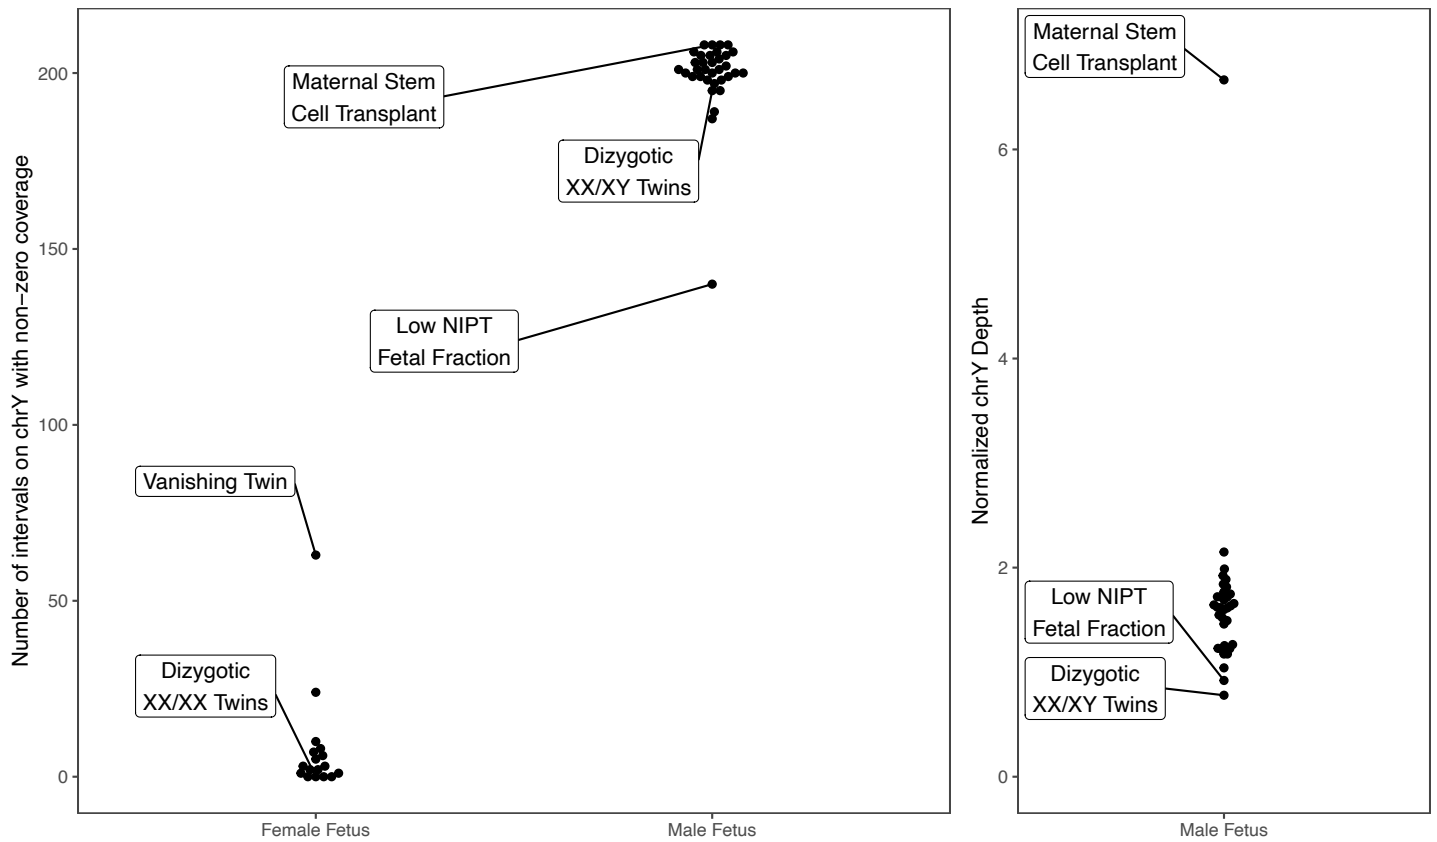 Number of intervals on chrY with non−zero coverage
200
150
100
50
0
Maternal Stem
Cell Transplant
Dizygotic
XX/XY Twins
Low NIPT
Fetal Fraction
Vanishing Twin
Dizygotic
XX/XX Twins
Female Fetus
Male Fetus
Normalized chrY Depth
6
4
2
0
Maternal Stem
Cell Transplant
Low NIPT
Fetal Fraction
Dizygotic
XX/XY Twins
Male Fetus